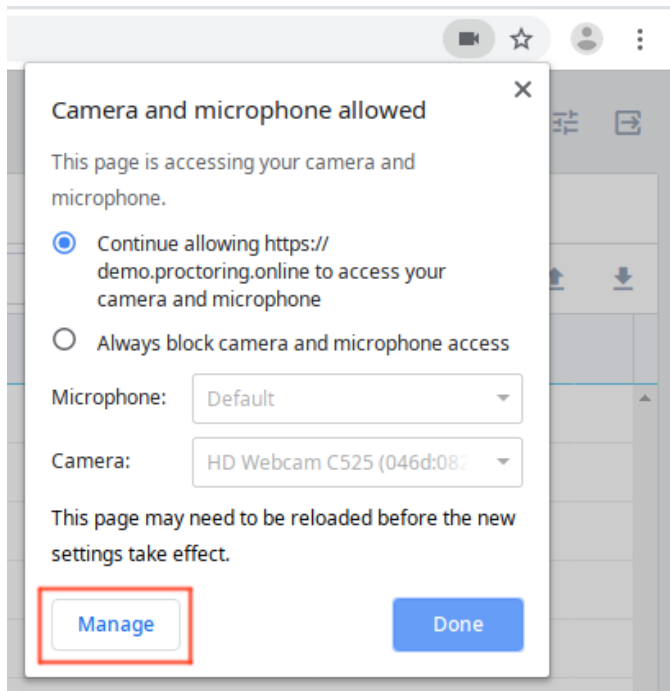 Camera and microphone allowed
This page is accessing your camera and
microphone.
Continue allowing https://
demo.proctoring.online to access your
camera and microphone
Always block camera and microphone access
Microphone: Default
Camera: HD Webcam C525 (046d:082
This page may need to be reloaded before the new
settings take effect.
Manage Done